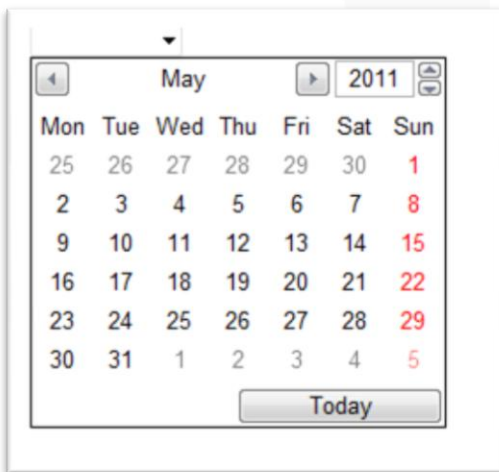 May 2011
Mon Tue Wed Thu Fri Sat Sun
25 26 27 28 29 30 1
2 3 4 5 6 7 8
9 10 11 12 13 14 15
16 17 18 19 20 21 22
23 24 25 26 27 28 29
30 31 1 2 3 4 5
Today